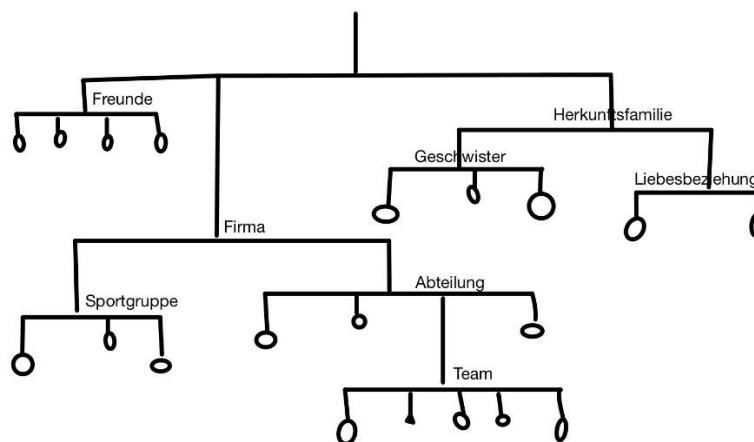 Freunde
Herkunftsfamilie
Geschwister
Liebesbeziehung
Firma
Abteilung
Sportgruppe
Team